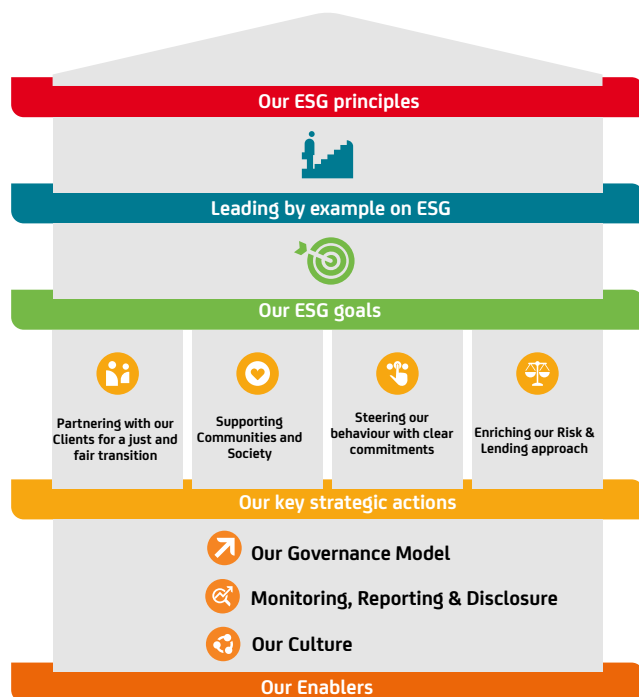 Our ESG principles
Leading by example on ESG
Our ESG goals
Partnering with our
Clients for a just and
fair transition
Supporting
Communities and
Society
Steering our
behaviour with clear
commitments
Enriching our Risk &
Lending approach
Our key strategic actions
Our Governance Model
Monitoring, Reporting & Disclosure
Our Culture
Our Enablers